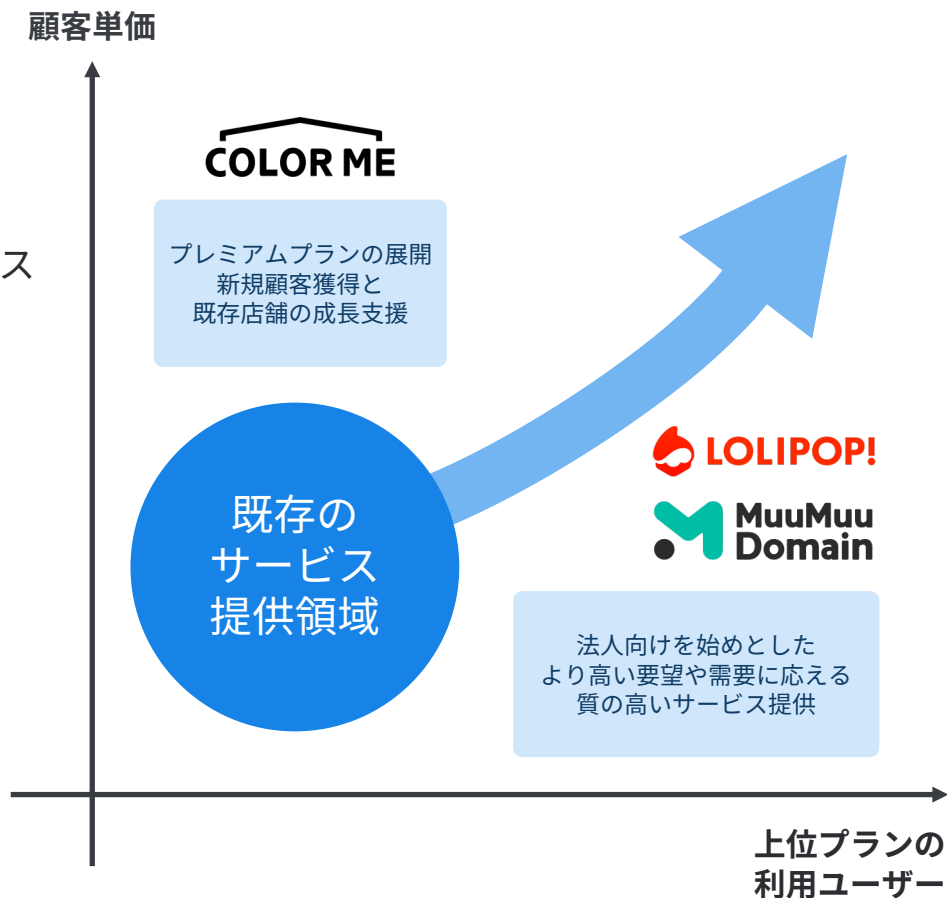 顧客単価
COLOR ME
ス
プレミアムプランの展開
新規顧客獲得と
既存店舗の成長支援
LOLIPOP!
MuuMuu
Domain
既存の
サービス
提供領域
法人向けを始めとした
より高い要望や需要に応える
質の高いサービス提供
上位プランの
利用ユーザー